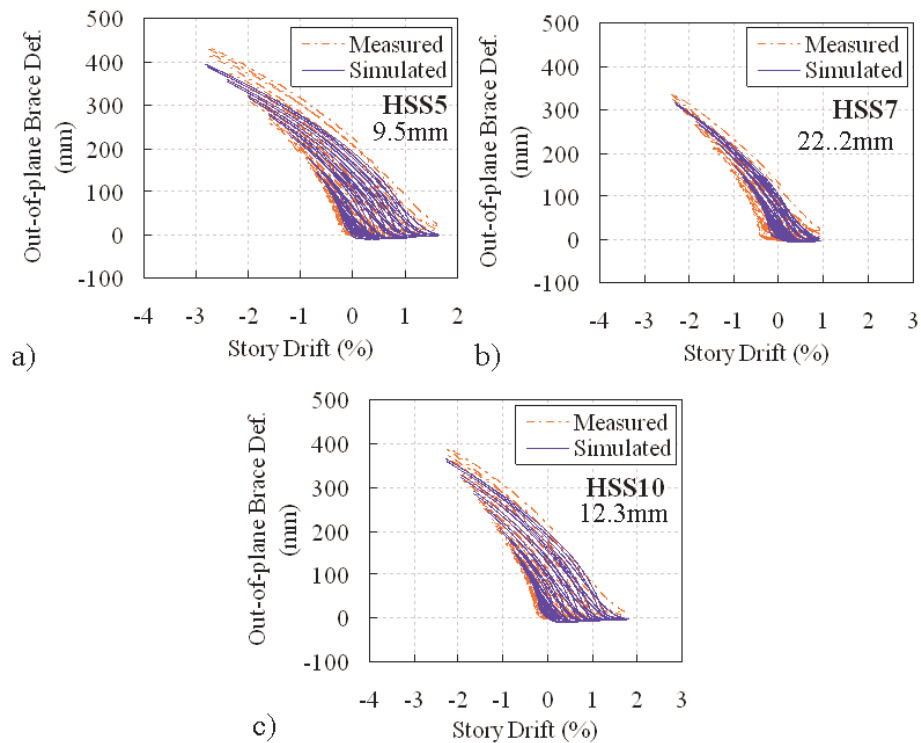 500
400
300
200
100
0
-100
Out-of-plane Brace Def.
(mm)
Measured
Simulated
HSS5
9.5mm
-4 -3 -2 -1 0 1 2
Story Drift (%)
a)
500
400
300
200
100
0
-100
Out-of-plane Brace Def.
(mm)
Measured
Simulated
HSS7
22..2mm
-4 -3 -2 -1 0 1 2 3
Story Drift (%)
b)
500
400
300
200
100
0
-100
Out-of-plane Brace Def.
(mm)
Measured
Simulated
HSS10
12.3mm
-4 -3 -2 -1 0 1 2 3
Story Drift (%)
c)